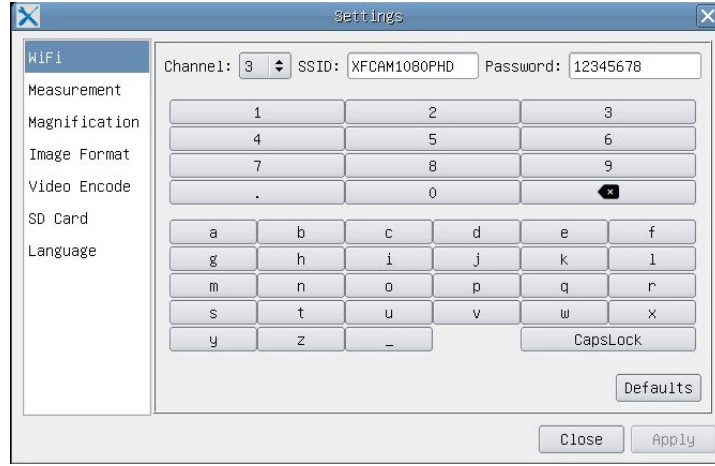 Settings
WiFi
Measurement
Magnification
Image Format
Video Encode
SD Card
Language
Channel: 3 SSID: XFCAM1080PHD Password: 12345678
1 2 3
4 5 6
7 8 9
. 0
a b c d e f
g h i j k l
m n o p q r
s t u v w x
y z _ CapsLock
Defaults
Close Apply